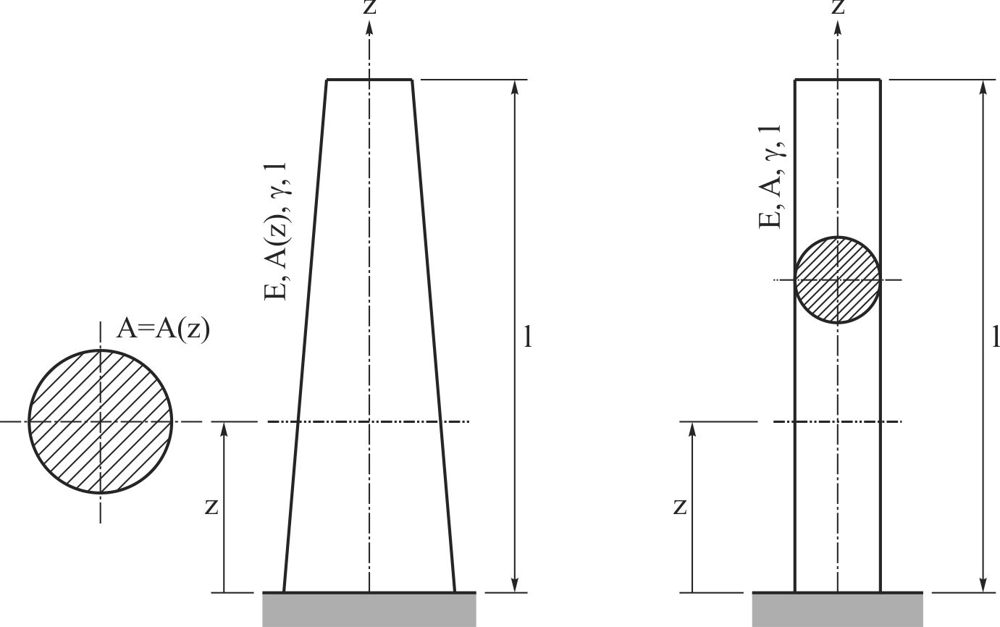 z
z
E, A(z), γ, l
E, A, γ, l
A=A(z)
l
l
z
z